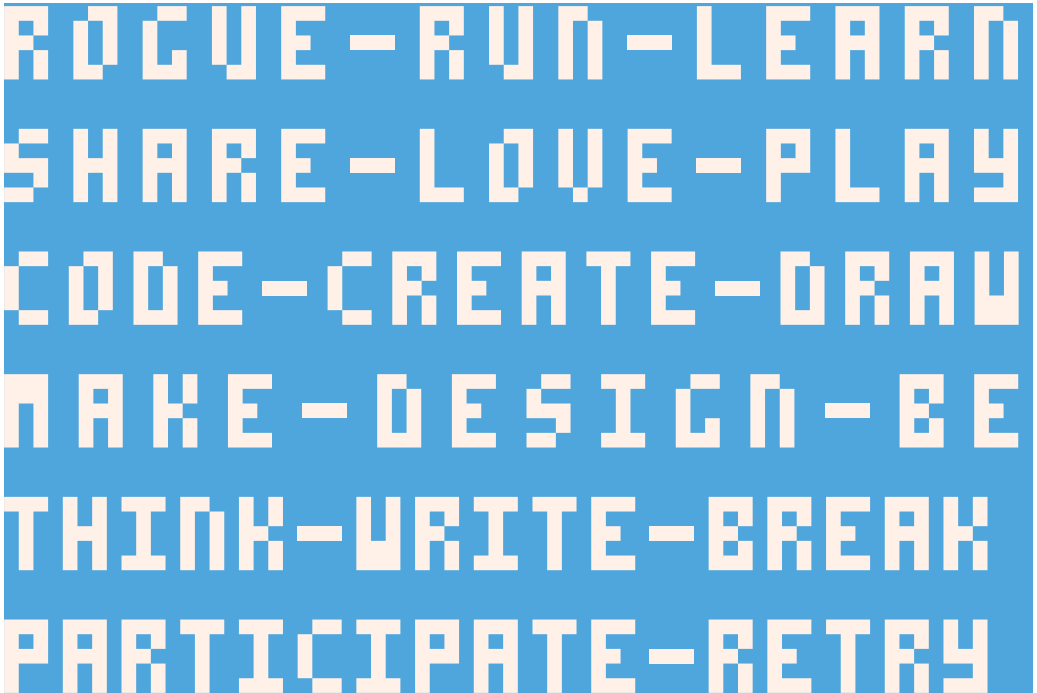 ROGUE-RUN-LEARN
SHARE-LOVE-PLAY
CODE-CREATE-DRAW
MAKE-DESIGN-BE
THINK-WRITE-BREAK
PARTICIPATE-RETRY